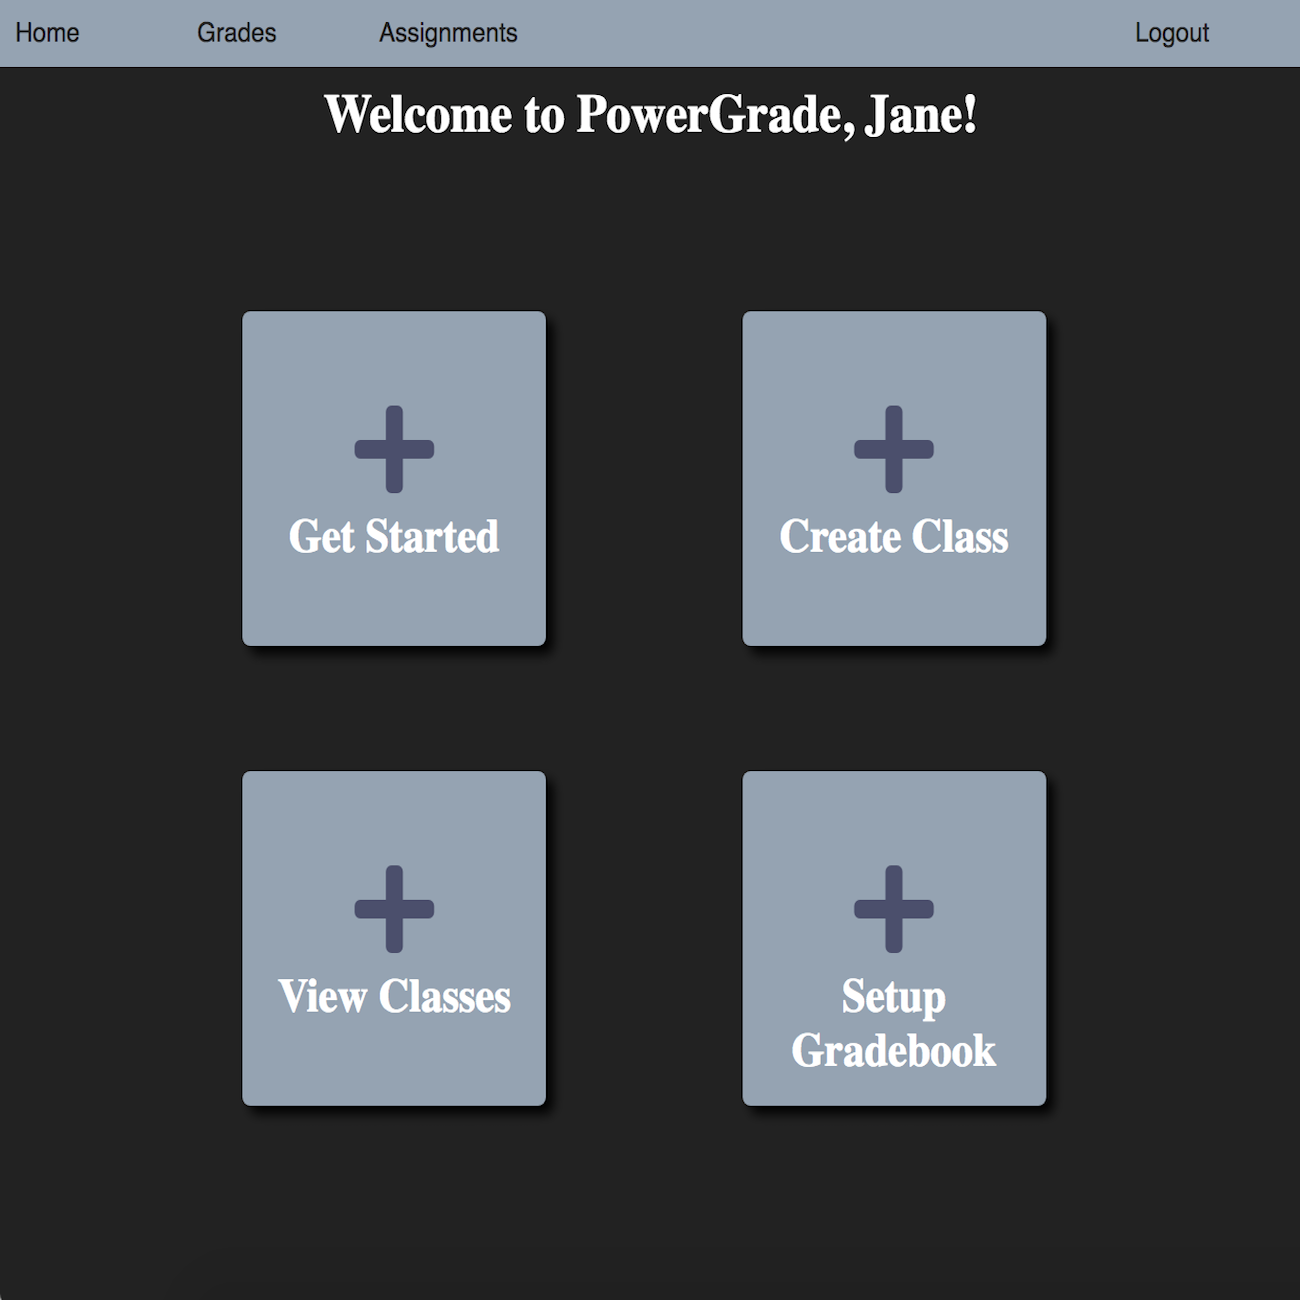 Home Grades Assignments Logout
Welcome to PowerGrade, Jane!
Get Started
Create Class
View Classes
Setup
Gradebook